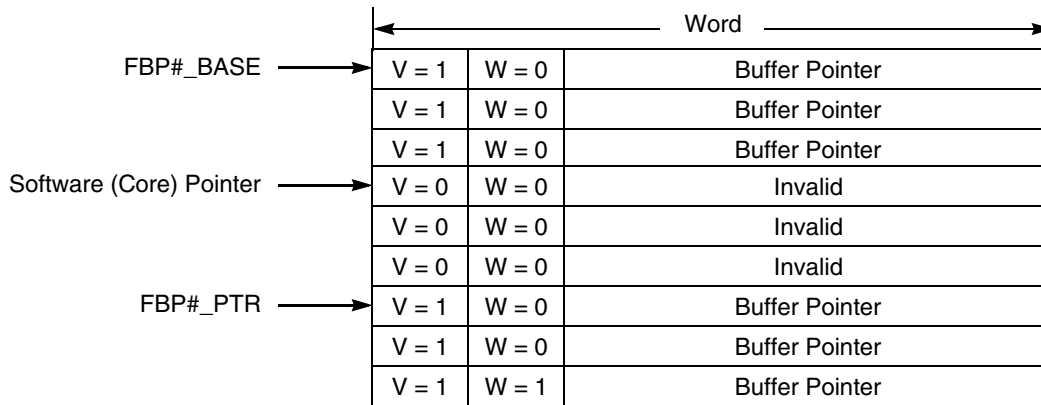 Word
FBP#_BASE V = 1 W = 0 Buffer Pointer
V = 1 W = 0 Buffer Pointer
V = 1 W = 0 Buffer Pointer
Software (Core) Pointer V = 0 W = 0 Invalid
V = 0 W = 0 Invalid
V = 0 W = 0 Invalid
FBP#_PTR V = 1 W = 0 Buffer Pointer
V = 1 W = 0 Buffer Pointer
V = 1 W = 1 Buffer Pointer